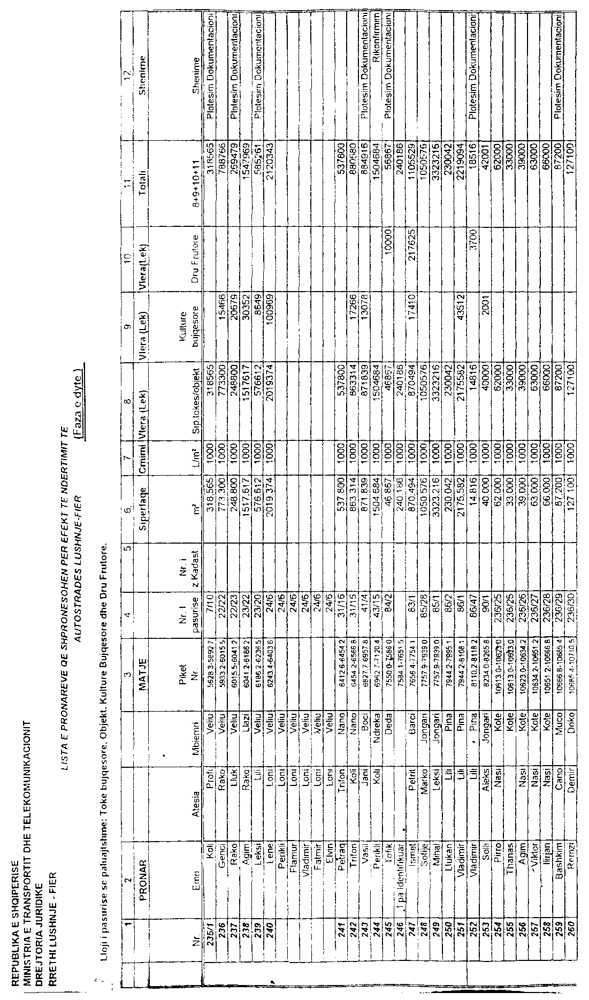 REPUBLIKA E SHQIPERISE
MINISTRIA E TRANSPORTIT DHE TELEKOMUNIKACIONIT
DREJTORIA JURIDIKE
RRETHI LUSHNJE - FIER
LISTA E PRONAREVE QE SHPRONESOHEN PER EFEKT TE NDERTIMIT TE
AUTOSTRADES LUSHNJE-FIER (Faza e dyte)
Lloji i pasurise se paluajtshme: Toke bujqesore, Objekt, Kulture Bujqesore dhe Dru Frutore.
1 2 3 4 5 6 7 8 9 10 11 12
PRONAR MATJE Siperfaqe Cmimi Vlera (Lek) Vlera (Lek) Vlera(Lek) Totali Shenime
Nr. Emri Atesia Mbiemri Piket Nr. Nr. I pasurise Nr. i z.Kadast. m² L/m² Sip.tokes/objekt Kulture bujqesore Dru Frutore 8+9+10+11 Shenime
235/1 Koli Profi Veliu 5828.3-5892.7 7/10 318.565 1000 318565 318565 Plotesim Dokumentacioni
236 Genci Rako Veliu 5933.2-6015.5 22/22 773.300 1000 773300 15466 788766
237 Rako Lluk Veliu 6015.5-6041.2 22/23 248.800 1000 248800 20679 269479 Plotesim Dokumentacioni
238 Agim Rako Llazi 6041.2-6186.2 23/22 1517.617 1000 1517617 30352 1547969
239 Leksi Lili Veliu 6186.2-6236.5 23/20 576.612 1000 576612 8649 585261 Plotesim Dokumentacioni
240 Lene Loni Veliu 6243.4-6403.6 24/6 2019.374 1000 2019374 100969 2120343
Perikli Loni Veliu 24/6
Flamur Loni Veliu 24/6
Vladimir Loni Veliu 24/6
Fatmir Loni Veliu 24/6
Elvin Loni Veliu 24/6
241 Petraq Trifon Nano 6412.6-6454.2 31/16 537.800 1000 537800 537800
242 Trifon Koli Nano 6454.2-6566.8 31/15 863.314 1000 863314 17266 880580
243 Vasil Jani Boci 6827.7-6957.8 41/4 871.839 1000 871839 13078 884916 Plotesim Dokumentacioni
244 Perikli Koli Ndreka 6962.7-7120.4 43/15 1504.684 1000 1504684 1504684 Rikonfirmim
245 Tofik Deda 7550.0-7586.0 84/2 46.867 1000 46867 10000 56867 Plotesim Dokumentacioni
246 1 pa Identifikuar 7584.1-7651.5 240.186 1000 240186 240186
247 Ismet Petrit Barci 7656.4-7754.1 83/1 870.494 1000 870494 17410 217625 1105529
248 Sofije Marko Jongari 7757.9-7939.0 85/28 1050.576 1000 1050576 1050576
249 Mihal Leksi Jongari 7757.9-7939.0 85/1 3323.216 1000 3323216 3323216
250 Llukan Lili Pina 7944.2-7995.1 86/2 230.042 1000 230042 230042
251 Vladimir Lili Pina 7944.2-8108.1 86/1 2175.582 1000 2175582 43512 2219094
252 Vladimir Lili Pina 8110.2-8118.2 86/47 14.816 1000 14816 3700 18516 Plotesim Dokumentacioni
253 Solli Aleks Jongari 8234.0-8265.8 90/1 40.000 1000 40000 2001 42001
254 Pirro Nasi Kote 10613.0-10623.0 236/25 62.000 1000 62000 62000
255 Thanas Kote 10613.0-10623.0 236/25 33.000 1000 33000 33000
256 Agim Nasi Kote 10623.0-10634.2 236/26 39.000 1000 39000 39000
257 Viktor Nasi Kote 10634.2-10651.2 236/27 63.000 1000 63000 63000
258 Ilirjan Nasi Kote 10651.2-10666.8 236/28 66.000 1000 66000 66000
259 Bashkim Cano Muco 10666.8-10685.4 236/29 87.200 1000 87200 87200 Plotesim Dokumentacioni
260 Remzi Demir Doko 10685.4-10710.5 236/30 127.100 1000 127100 127100